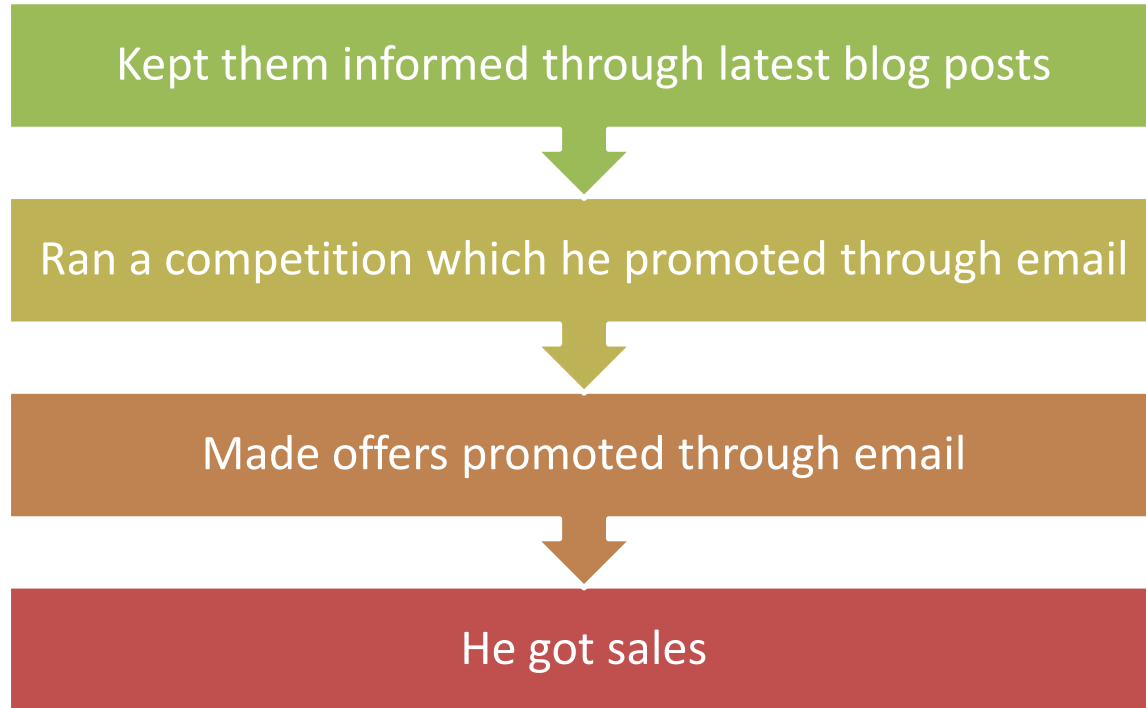 Kept them informed through latest blog posts
Ran a competition which he promoted through email
Made offers promoted through email
He got sales